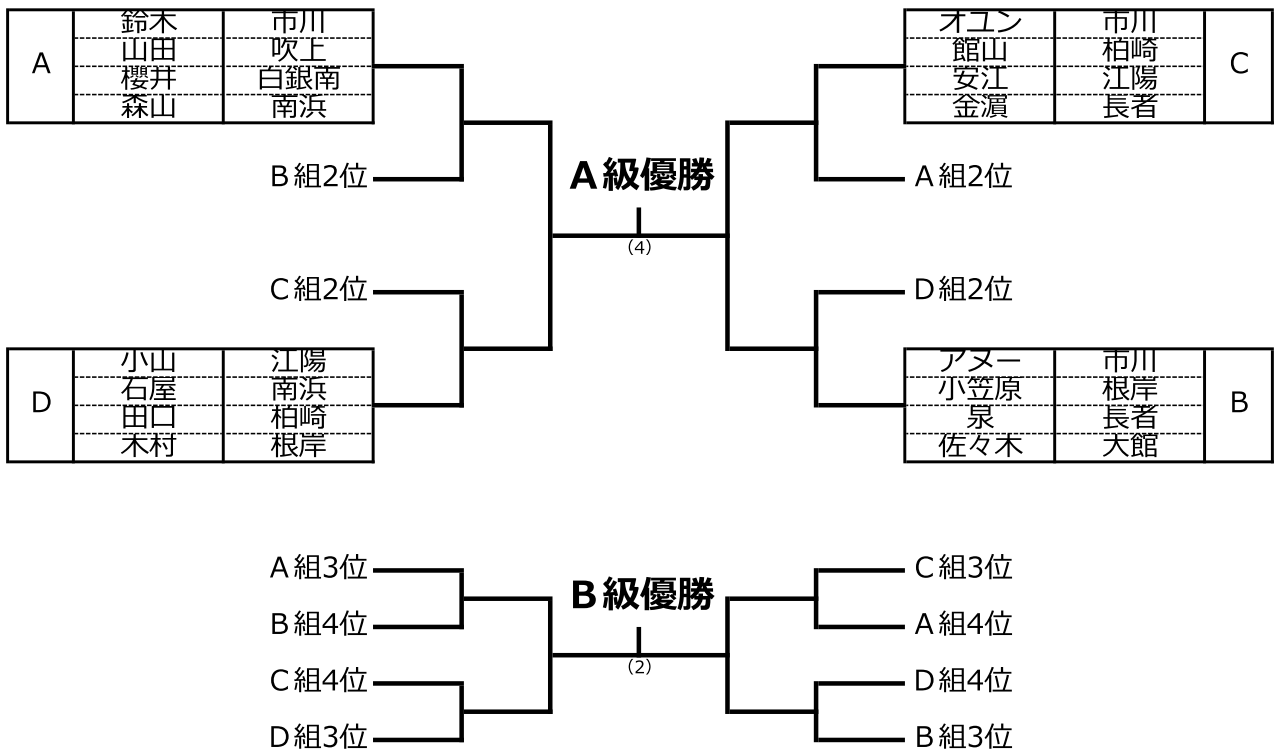 A
鈴木 市川
山田 吹上
櫻井 白銀南
森山 南浜
B組2位
C組2位
D
小山 江陽
石屋 南浜
田口 柏崎
木村 根岸
A級優勝
(4)
オユン 市川
館山 柏崎
安江 江陽
金濵 長者
C
A組2位
D組2位
アヌー 市川
小笠原 根岸
泉 長者
佐々木 大館
B
A組3位
B組4位
C組4位
D組3位
B級優勝
(2)
C組3位
A組4位
D組4位
B組3位